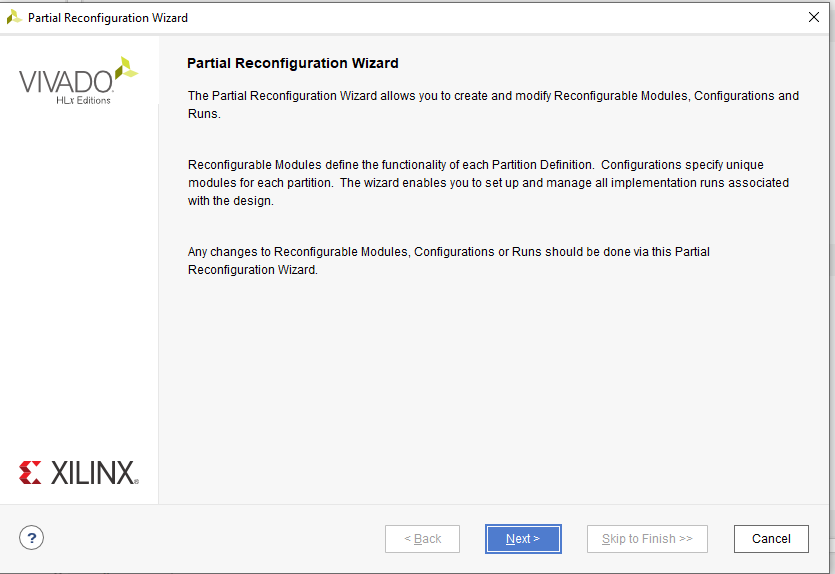 Partial Reconfiguration Wizard
VIVADO.
HLx Editions
Partial Reconfiguration Wizard
The Partial Reconfiguration Wizard allows you to create and modify Reconfigurable Modules, Configurations and
Runs.
Reconfigurable Modules define the functionality of each Partition Definition.  Configurations specify unique
modules for each partition.  The wizard enables you to set up and manage all implementation runs associated
with the design.
Any changes to Reconfigurable Modules, Configurations or Runs should be done via this Partial
Reconfiguration Wizard.
XILINX®
?
< Back
Next >
Skip to Finish >>
Cancel